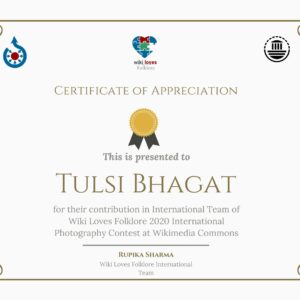 wiki loves
Folklore
CERTIFICATE OF APPRECIATION
This is presented to
TULSI BHAGAT
for their contribution in International Team of
Wiki Loves Folklore 2020 International
Photography Contest at Wikimedia Commons
RUPIKA SHARMA
Wiki Loves Folklore International
Team